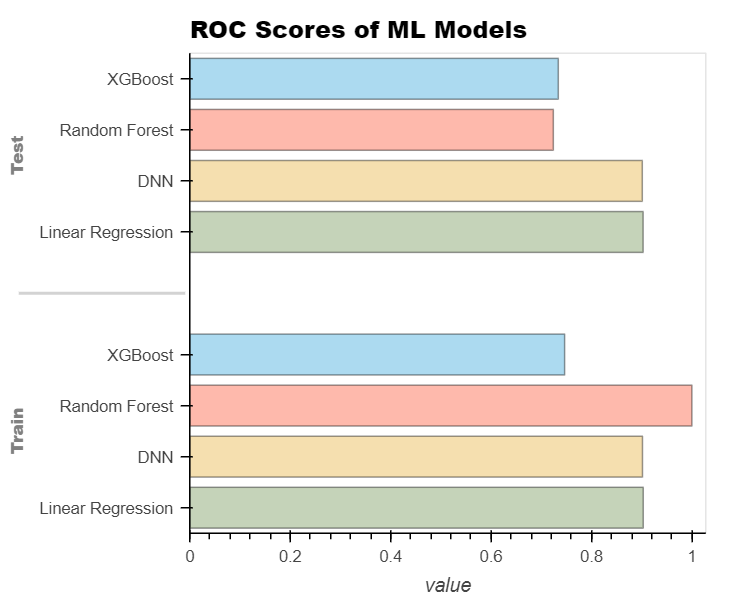 ROC Scores of ML Models
Test
XGBoost
Random Forest
DNN
Linear Regression
Train
XGBoost
Random Forest
DNN
Linear Regression
0 0.2 0.4 0.6 0.8 1
value